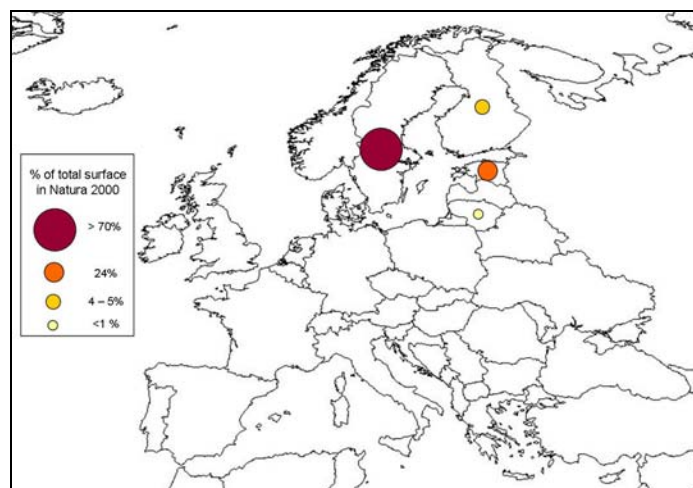 % of total surface
in Natura 2000
> 70%
24%
4 – 5%
<1 %